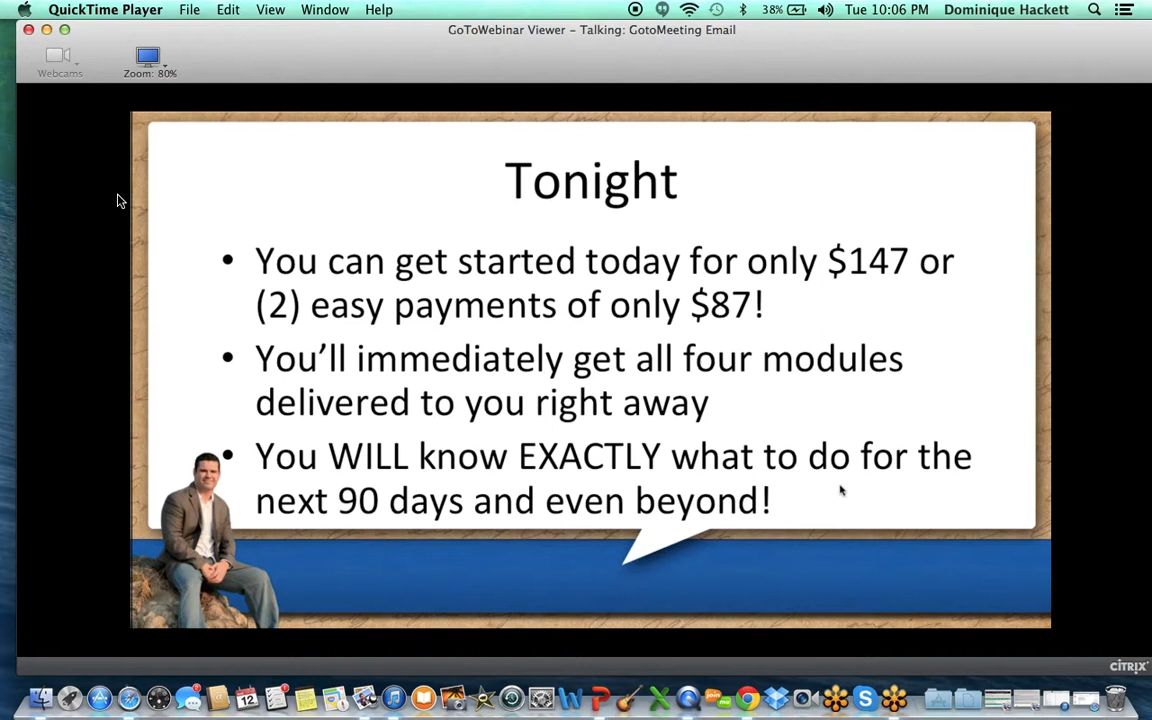 QuickTime Player File Edit View Window Help 38% Tue 10:06 PM Dominique Hackett
GoToWebinar Viewer – Talking: GotoMeeting Email
Webcams
Zoom: 80%
Tonight
• You can get started today for only $147 or
(2) easy payments of only $87!
• You’ll immediately get all four modules
delivered to you right away
• You WILL know EXACTLY what to do for the
next 90 days and even beyond!
CITRIX
12
join